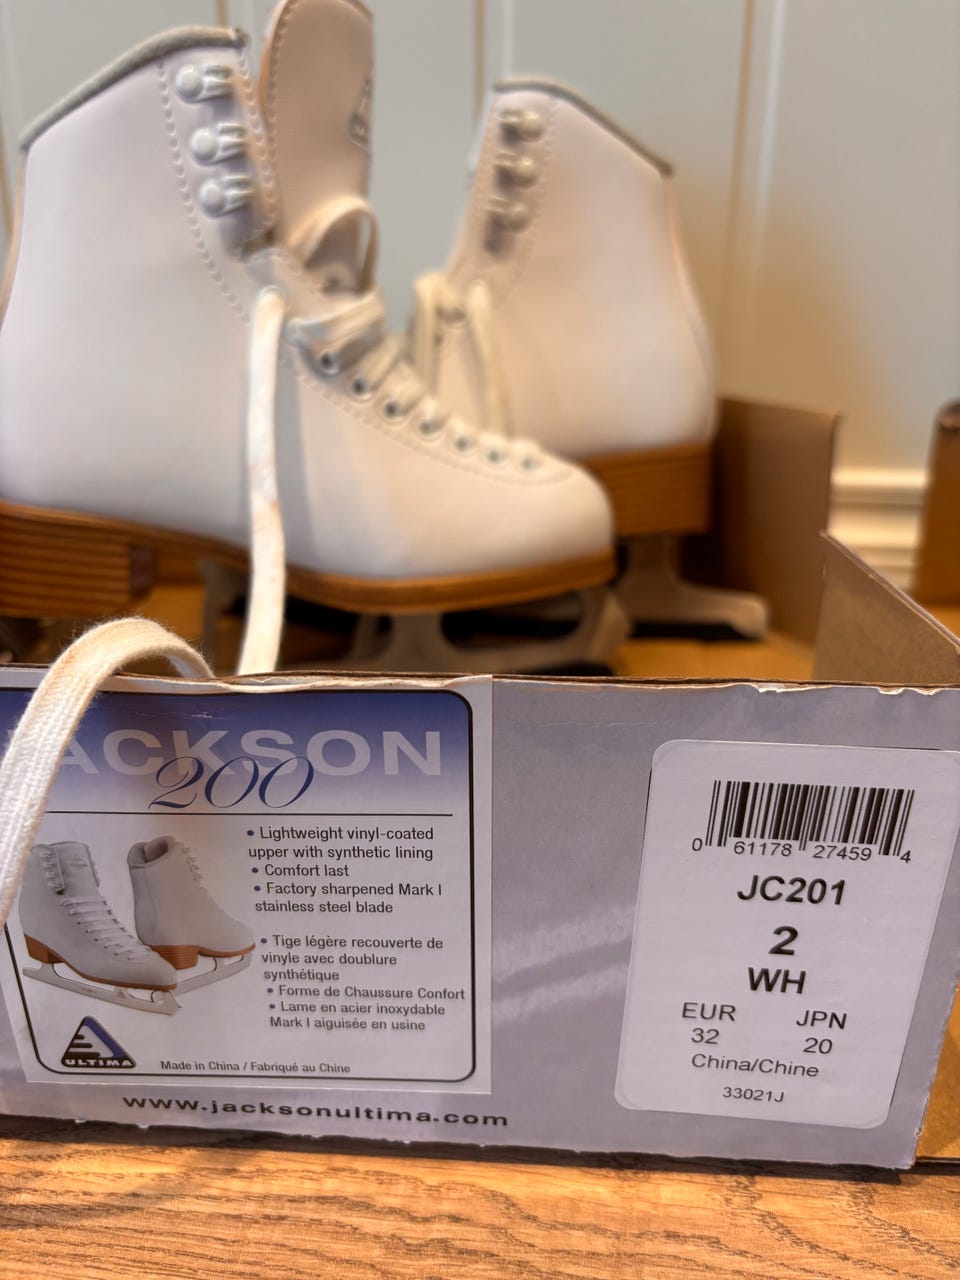 JACKSON
200
• Lightweight vinyl-coated
upper with synthetic lining
• Comfort last
• Factory sharpened Mark I
stainless steel blade
• Tige légère recouverte de
vinyle avec doublure
synthétique
• Forme de Chaussure Confort
• Lame en acier inoxydable
Mark I aiguisée en usine
ULTIMA
Made in China / Fabriqué au Chine
www.jacksonultima.com
0 61178 27459 4
JC201
2
WH
EUR JPN
32 20
China/Chine
33021J